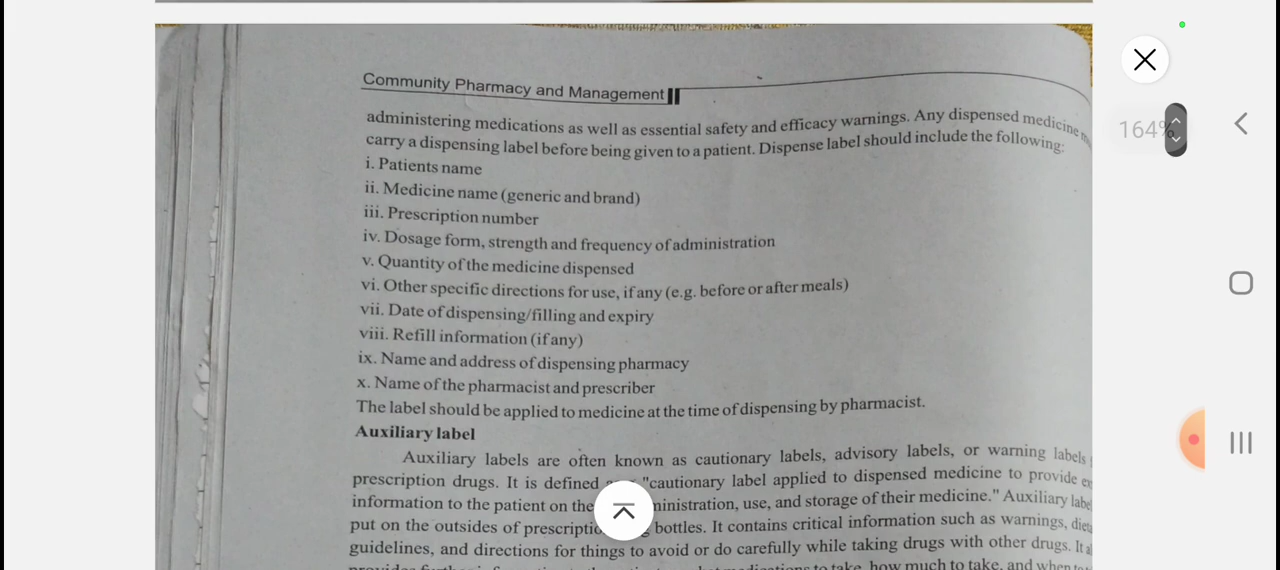 Community Pharmacy and Management
164%
administering medications as well as essential safety and efficacy warnings. Any dispensed medicine
carry a dispensing label before being given to a patient. Dispense label should include the following:
i. Patients name
ii. Medicine name (generic and brand)
iii. Prescription number
iv. Dosage form, strength and frequency of administration
v. Quantity of the medicine dispensed
vi. Other specific directions for use, if any (e.g. before or after meals)
vii. Date of dispensing/filling and expiry
viii. Refill information (if any)
ix. Name and address of dispensing pharmacy
x. Name of the pharmacist and prescriber
The label should be applied to medicine at the time of dispensing by pharmacist.
Auxiliary label
Auxiliary labels are often known as cautionary labels, advisory labels, or warning labels
prescription drugs. It is defined "cautionary label applied to dispensed medicine to provide
information to the patient on the use, and storage of their medicine." Auxiliary
put on the outsides of bottles. It contains critical information such as warnings,
guidelines, and directions for things to avoid or do carefully while taking drugs with other drugs. It
to take, how much to take, and when